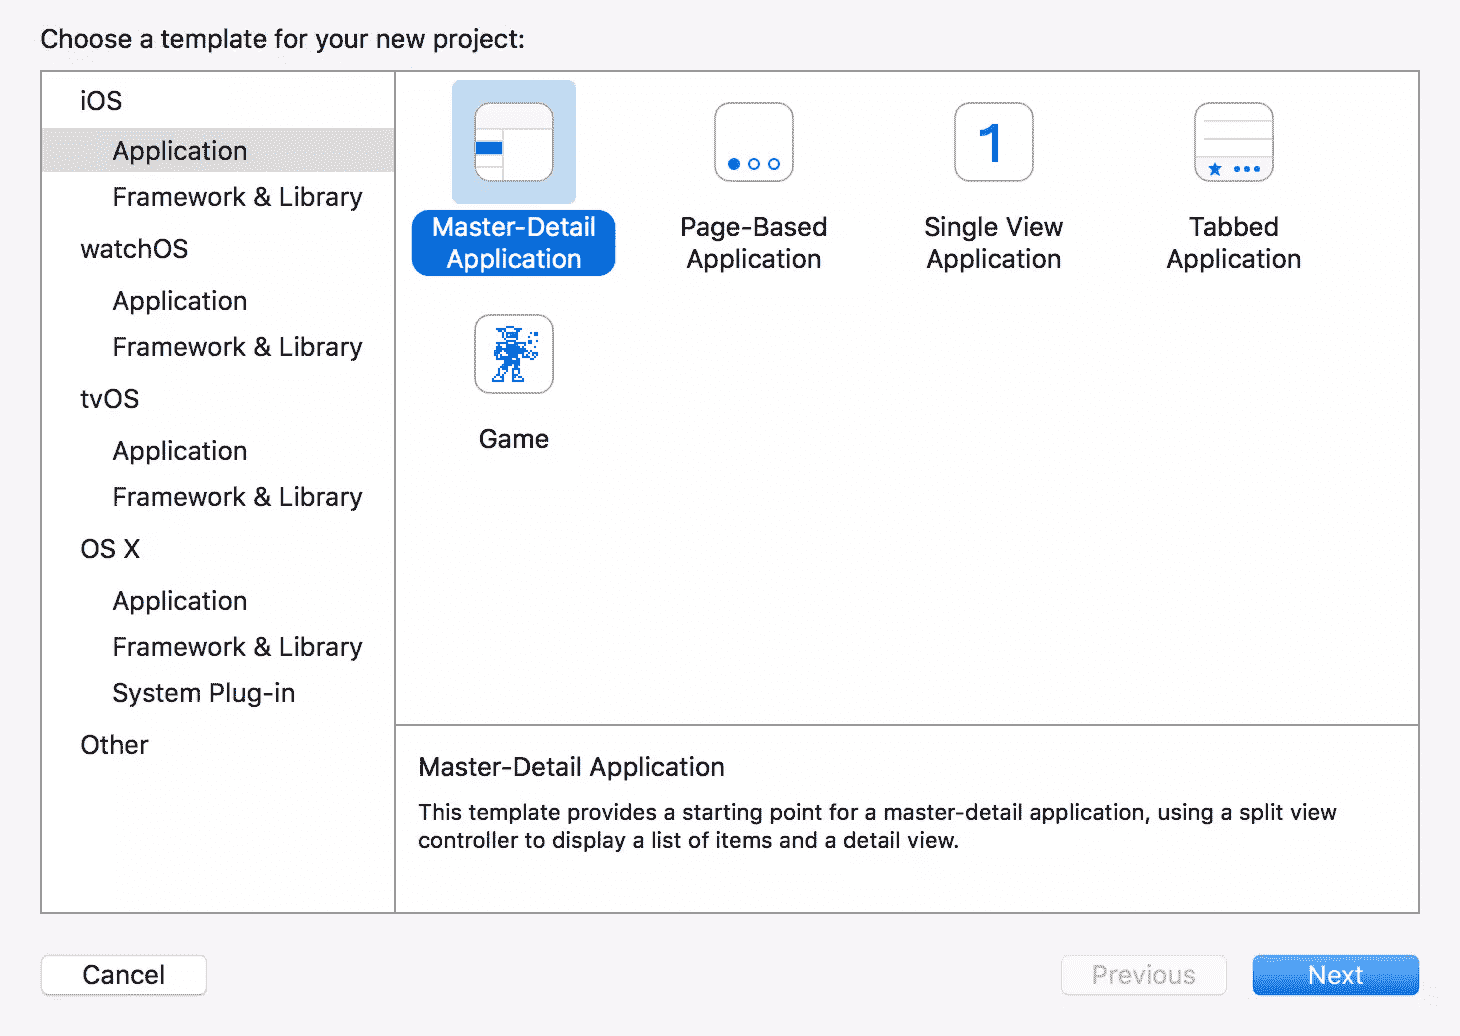 Choose a template for your new project:
iOS
Application
Framework & Library
watchOS
Application
Framework & Library
tvOS
Application
Framework & Library
OS X
Application
Framework & Library
System Plug-in
Other
Master-Detail
Application
Page-Based
Application
1
Single View
Application
Tabbed
Application
Game
Master-Detail Application
This template provides a starting point for a master-detail application, using a split view
controller to display a list of items and a detail view.
Cancel
Previous
Next